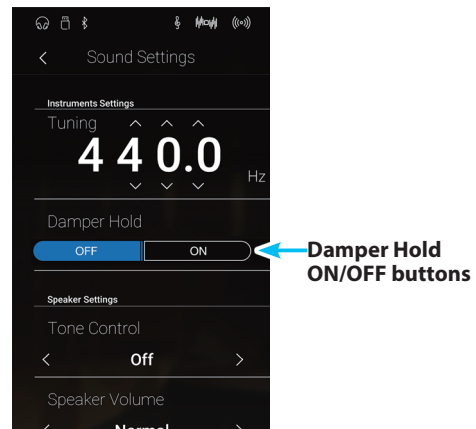 Sound Settings
Instruments Settings
Tuning
440.0
Hz
Damper Hold
OFF ON
Damper Hold
ON/OFF buttons
Speaker Settings
Tone Control
Off
Speaker Volume
Normal